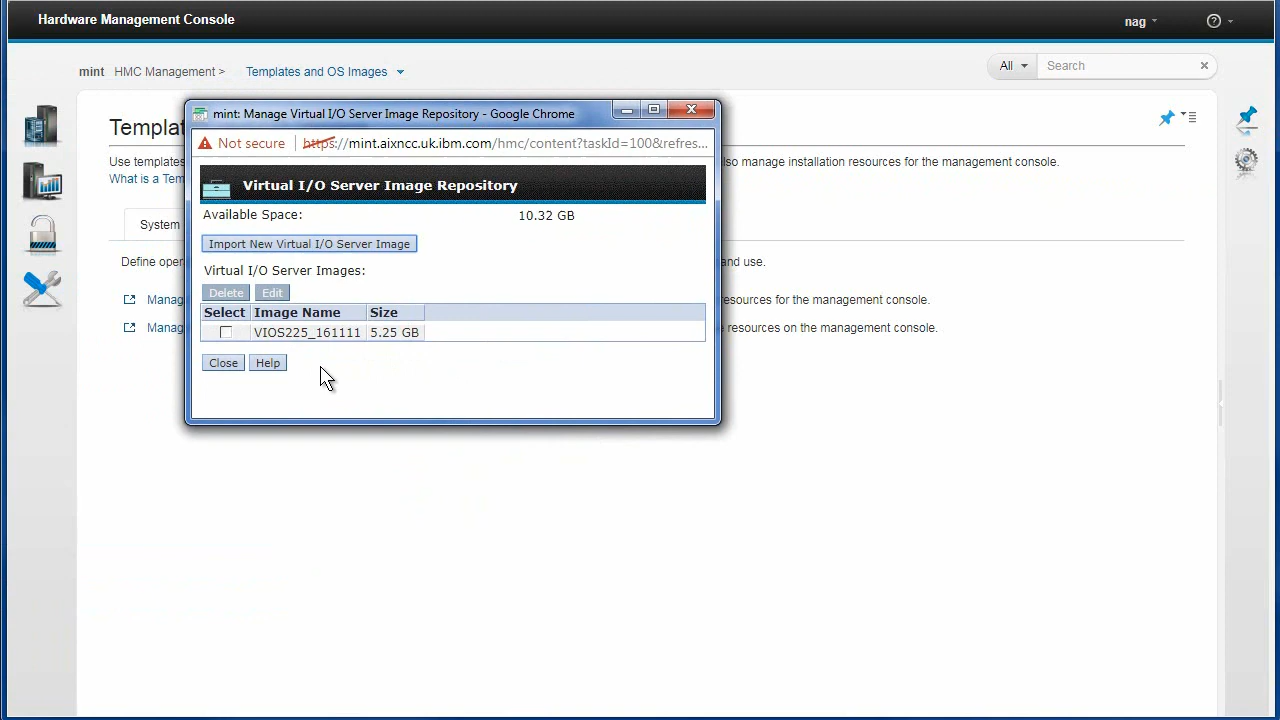 Hardware Management Console
nag
mint HMC Management > Templates and OS Images
All Search
mint: Manage Virtual I/O Server Image Repository - Google Chrome
Not secure https://mint.aixncc.uk.ibm.com/hmc/content?taskId=100&refres...
Virtual I/O Server Image Repository
Available Space: 10.32 GB
Import New Virtual I/O Server Image
Virtual I/O Server Images:
Delete Edit
Select Image Name Size
VIOS225_161111 5.25 GB
Close Help
Templat
Use templates lso manage installation resources for the management console.
What is a Tem
System
Define oper and use.
Manag resources for the management console.
Manag e resources on the management console.